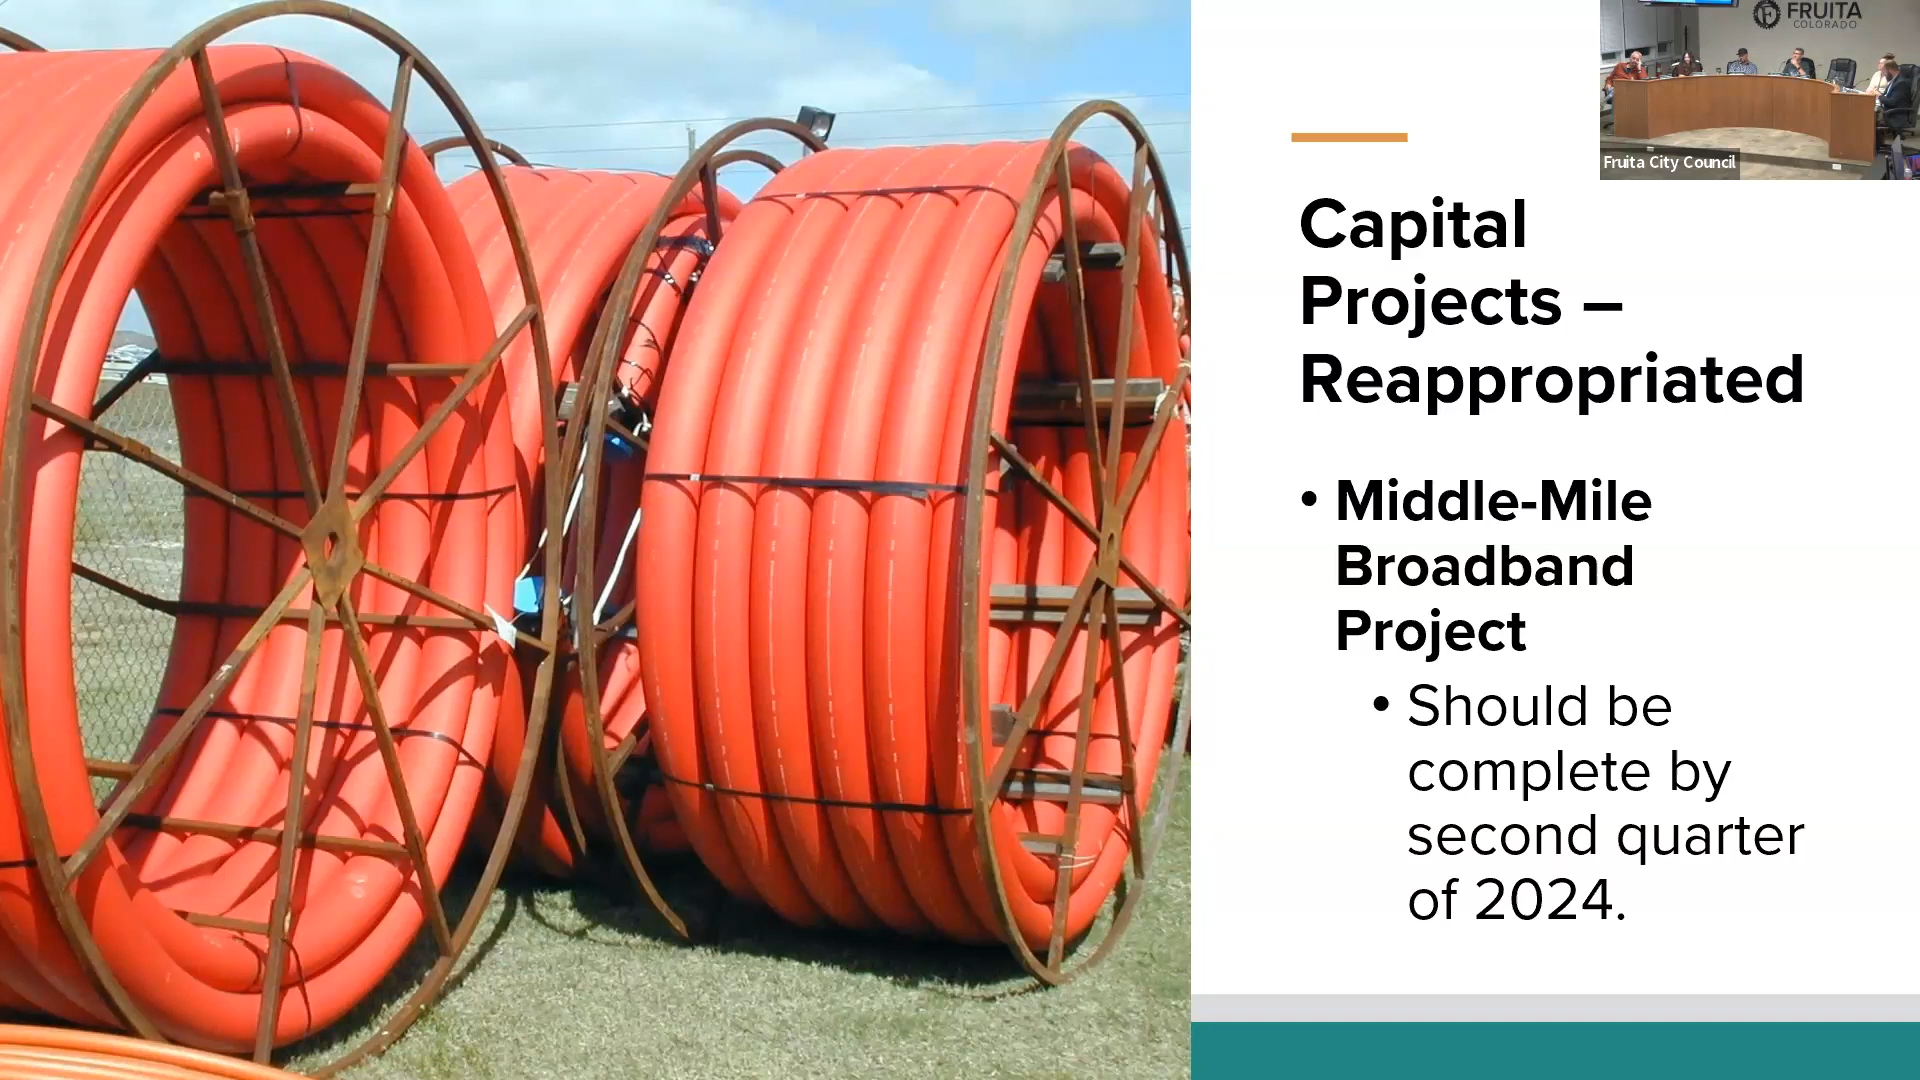 FRUITA
COLORADO
Fruita City Council
Capital
Projects –
Reappropriated
• Middle-Mile
Broadband
Project
• Should be
complete by
second quarter
of 2024.